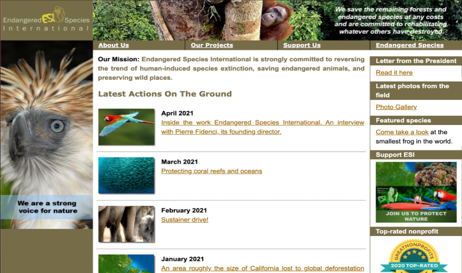 Endangered ESI Species
International
We save the remaining forests and
endangered species at any costs
and are committed to rehabilitating
whatever others have destroyed.
About Us
Our Projects
Support Us
Endangered Species
Our Mission: Endangered Species International is strongly committed to reversing
the trend of human-induced species extinction, saving endangered animals, and
preserving wild places.
Latest Actions On The Ground
April 2021
Inside the work Endangered Species International. An interview
with Pierre Fidenci, its founding director.
March 2021
Protecting coral reefs and oceans
February 2021
Sustainer drive!
January 2021
An area roughly the size of California lost to global deforestation
We are a strong
voice for nature
Letter from the President
Read it here
Latest photos from the
field
Photo Gallery
Featured species
Come take a look at the
smallest frog in the world.
Support ESI
JOIN US TO PROTECT
NATURE
Top-rated nonprofit
GREATNONPROFITS
2020 TOP-RATED